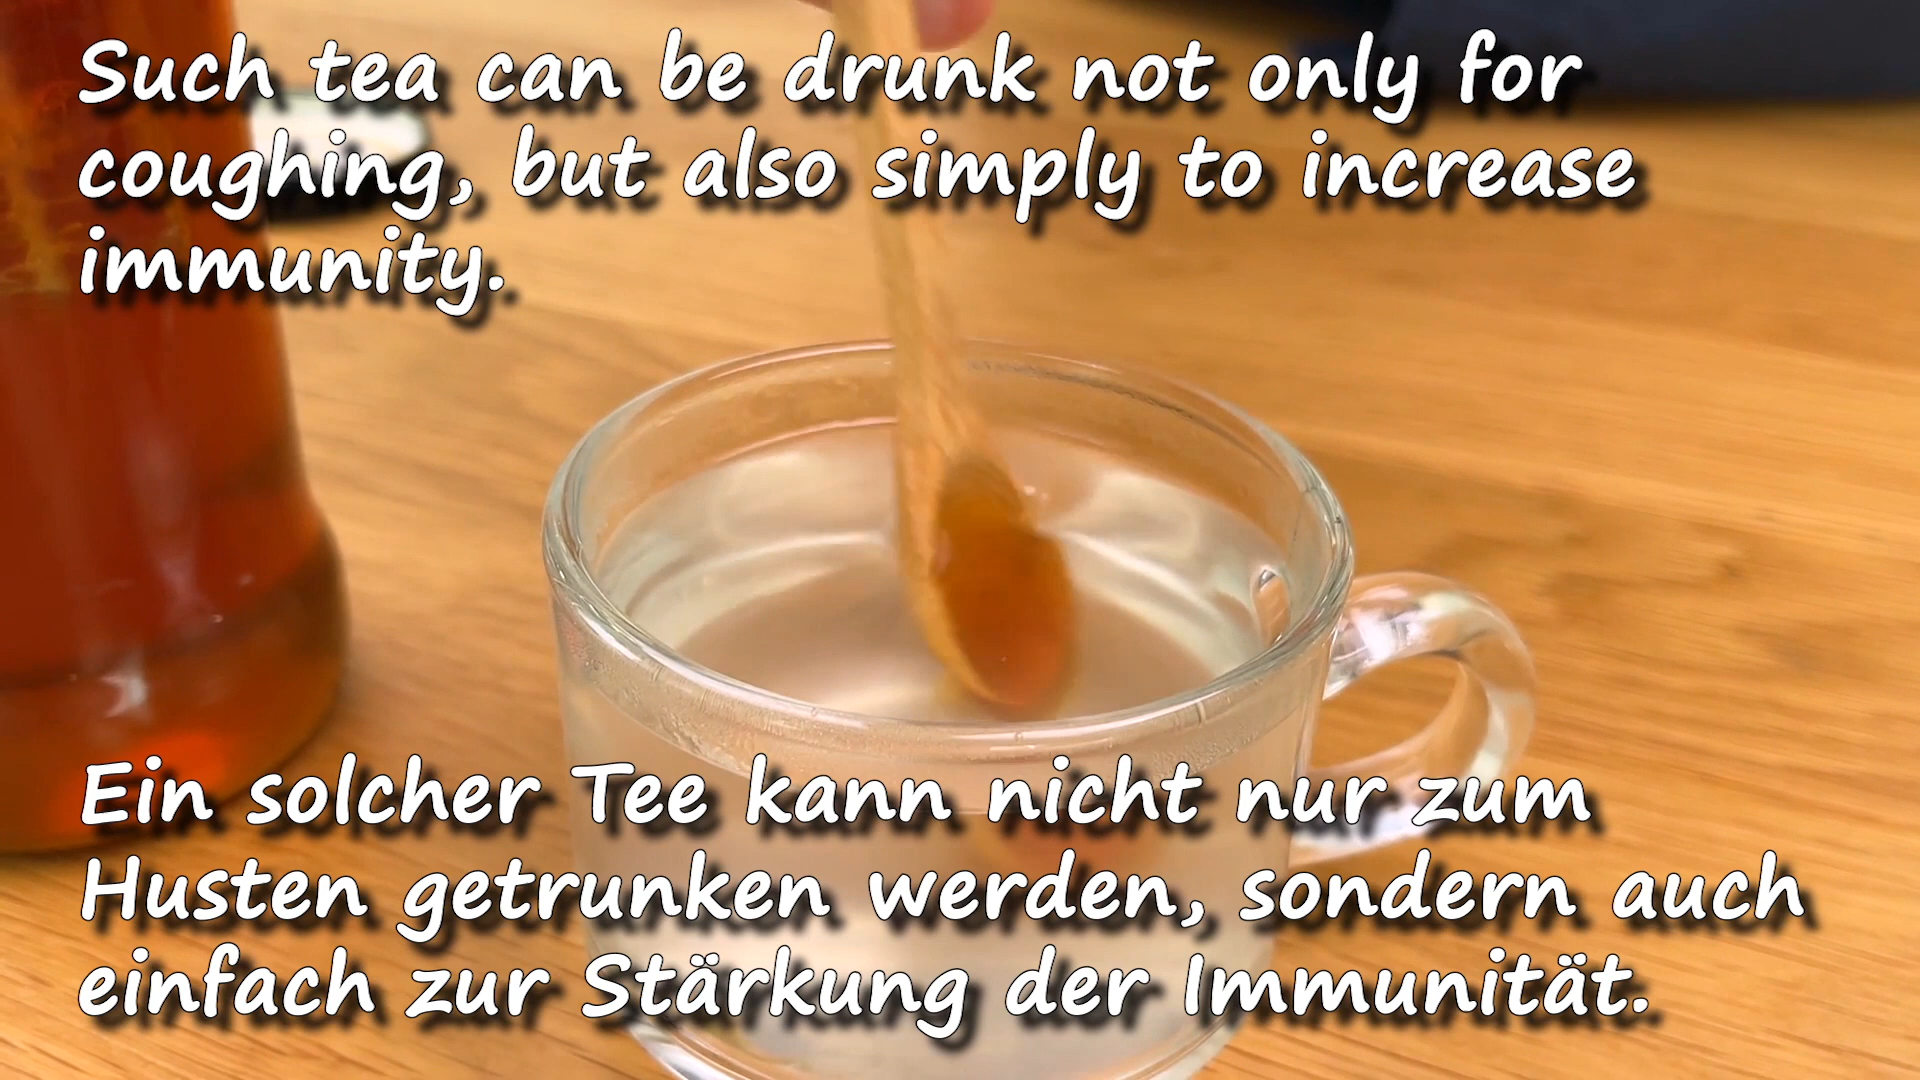 Such tea can be drunk not only for
coughing, but also simply to increase
immunity.
Ein solcher Tee kann nicht nur zum
Husten getrunken werden, sondern auch
einfach zur Stärkung der Immunität.